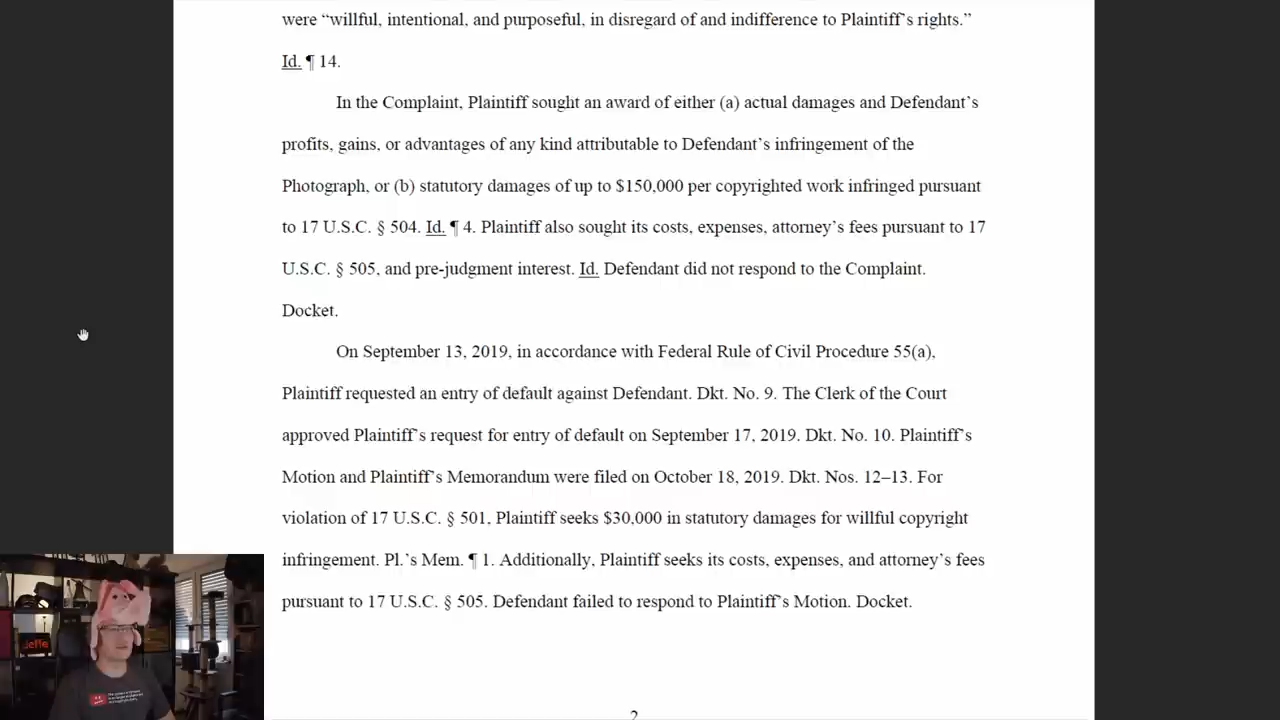 were “willful, intentional, and purposeful, in disregard of and indifference to Plaintiff’s rights.”
Id. ¶ 14.
In the Complaint, Plaintiff sought an award of either (a) actual damages and Defendant’s
profits, gains, or advantages of any kind attributable to Defendant’s infringement of the
Photograph, or (b) statutory damages of up to $150,000 per copyrighted work infringed pursuant
to 17 U.S.C. § 504. Id. ¶ 4. Plaintiff also sought its costs, expenses, attorney’s fees pursuant to 17
U.S.C. § 505, and pre-judgment interest. Id. Defendant did not respond to the Complaint.
Docket.
On September 13, 2019, in accordance with Federal Rule of Civil Procedure 55(a),
Plaintiff requested an entry of default against Defendant. Dkt. No. 9. The Clerk of the Court
approved Plaintiff’s request for entry of default on September 17, 2019. Dkt. No. 10. Plaintiff’s
Motion and Plaintiff’s Memorandum were filed on October 18, 2019. Dkt. Nos. 12–13. For
violation of 17 U.S.C. § 501, Plaintiff seeks $30,000 in statutory damages for willful copyright
infringement. Pl.’s Mem. ¶ 1. Additionally, Plaintiff seeks its costs, expenses, and attorney’s fees
pursuant to 17 U.S.C. § 505. Defendant failed to respond to Plaintiff’s Motion. Docket.
2